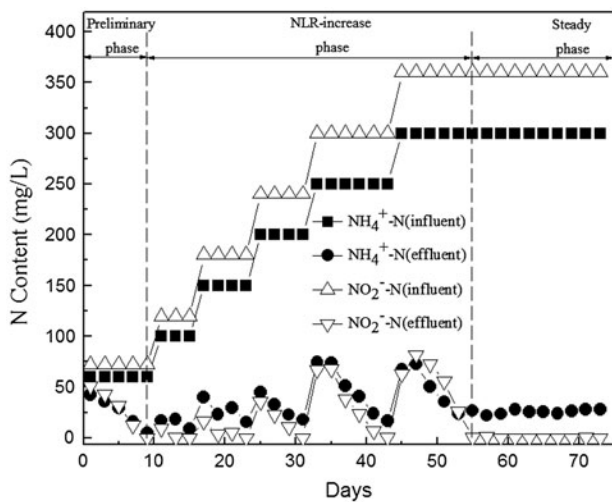 Preliminary NLR-increase Steady
phase phase phase
400
350
300
250
200
150
100
50
0
N Content (mg/L)
NH₄⁺-N(influent)
NH₄⁺-N(effluent)
NO₂⁻-N(influent)
NO₂⁻-N(effluent)
0 10 20 30 40 50 60 70
Days